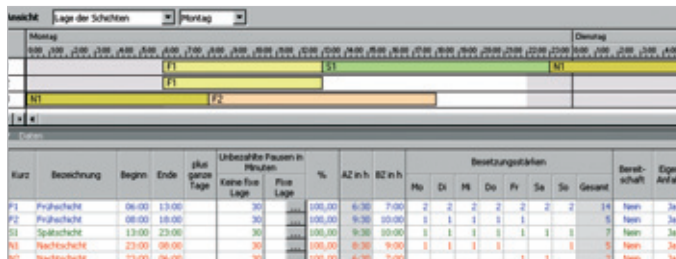 Ansicht Lage der Schichten Montag
Montag Dienstag
F1 S1 N1
F1
N1 F2
Daten
Kurz Bezeichnung Beginn Ende plus ganze Tage Unbezahlte Pausen in Minuten Keine fixe Lage Fixe Lage % AZ in h BZ in h Besetzungsstärken Mo Di Mi Do Fr Sa So Gesamt Bereit-schaft
F1 Frühschicht 06:00 13:00 30 ... 100,00 6:30 7:00 2 2 2 2 2 2 2 14 Nein Ja
F2 Frühschicht 08:00 18:00 30 ... 100,00 9:30 10:00 1 1 1 1 1 5 Nein Ja
S1 Spätschicht 13:00 23:00 30 ... 100,00 9:30 10:00 1 1 1 1 1 1 1 7 Nein Ja
N1 Nachtschicht 23:00 08:00 30 ... 100,00 8:30 9:00 1 1 1 1 1 5 Nein Ja